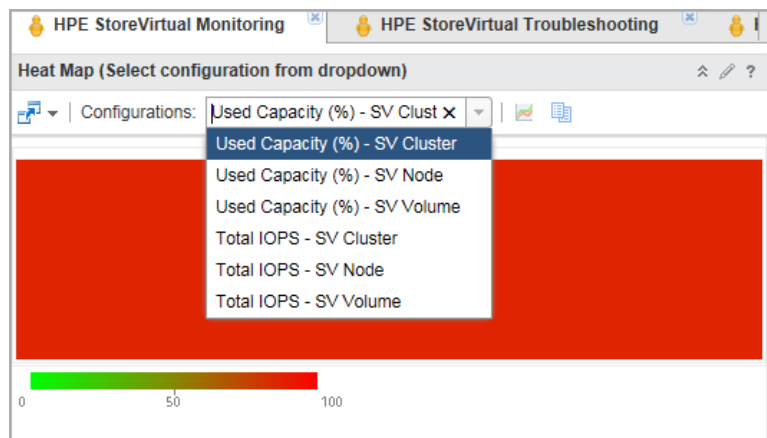 HPE StoreVirtual Monitoring HPE StoreVirtual Troubleshooting
Heat Map (Select configuration from dropdown) ?
Configurations: Used Capacity (%) - SV Clust
Used Capacity (%) - SV Cluster
Used Capacity (%) - SV Node
Used Capacity (%) - SV Volume
Total IOPS - SV Cluster
Total IOPS - SV Node
Total IOPS - SV Volume
0 50 100